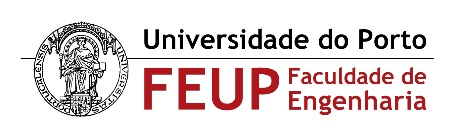 Universidade do Porto
FEUP Faculdade de
Engenharia